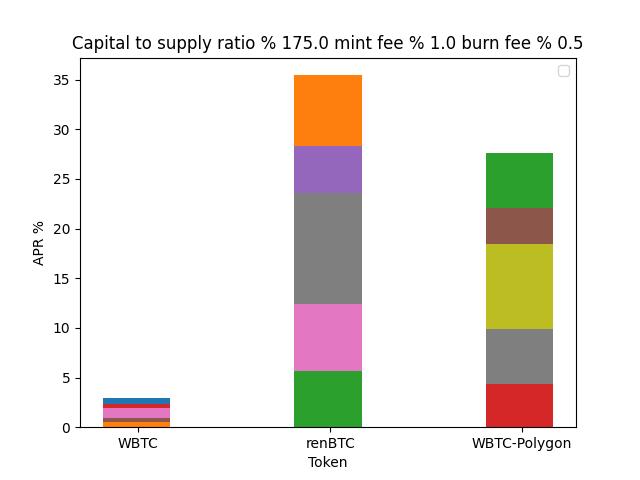 Capital to supply ratio % 175.0 mint fee % 1.0 burn fee % 0.5
35
30
25
20
15
10
5
0
APR %
WBTC renBTC WBTC-Polygon
Token